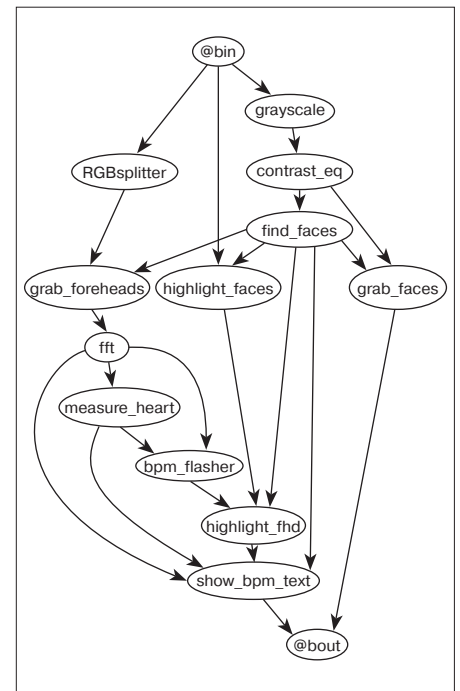 @bin
grayscale
RGBsplitter
contrast_eq
find_faces
grab_foreheads
highlight_faces
grab_faces
fft
measure_heart
bpm_flasher
highlight_fhd
show_bpm_text
@bout